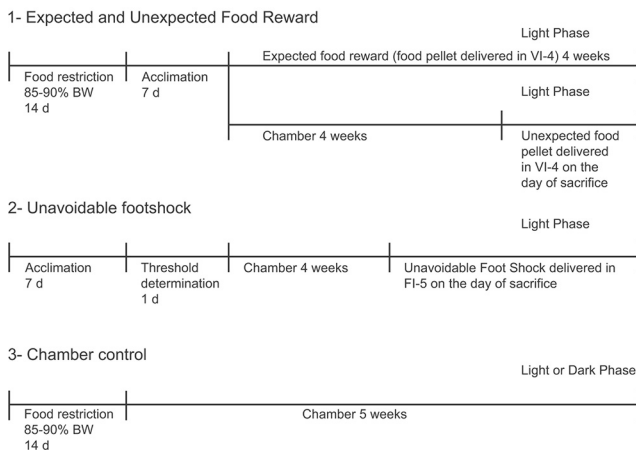 1- Expected and Unexpected Food Reward
Light Phase
Expected food reward (food pellet delivered in VI-4) 4 weeks
Food restriction
85-90% BW
14 d
Acclimation
7 d
Light Phase
Chamber 4 weeks
Unexpected food
pellet delivered
in VI-4 on the
day of sacrifice
2- Unavoidable footshock
Light Phase
Acclimation
7 d
Threshold
determination
1 d
Chamber 4 weeks
Unavoidable Foot Shock delivered in
FI-5 on the day of sacrifice
3- Chamber control
Light or Dark Phase
Food restriction
85-90% BW
14 d
Chamber 5 weeks